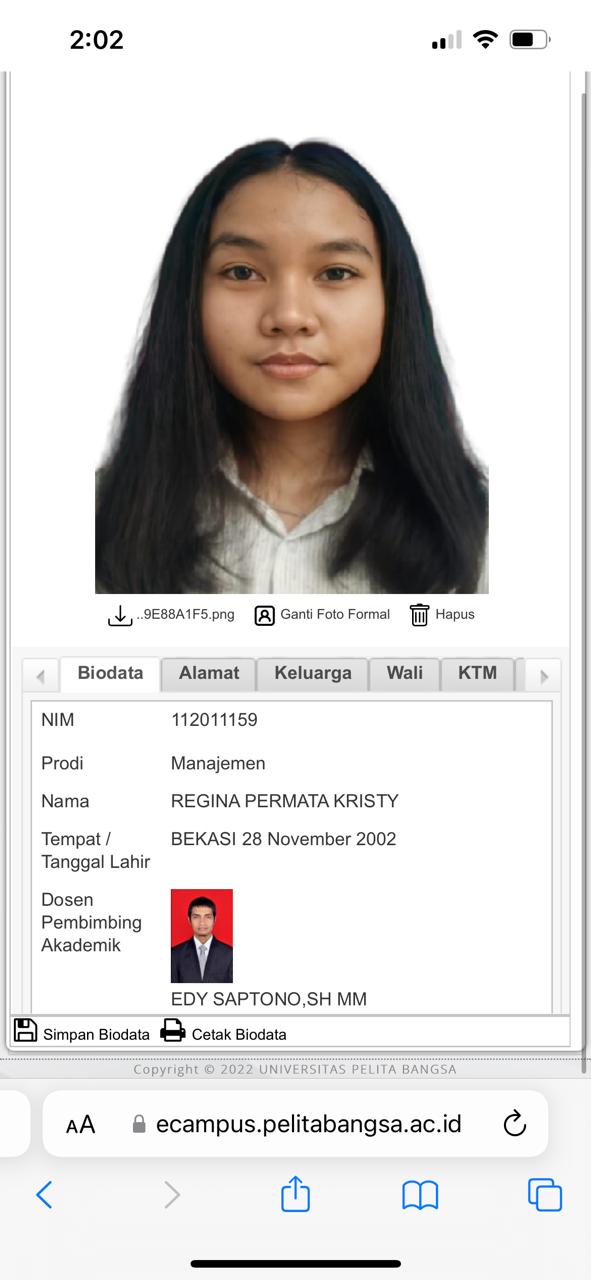 2:02
..9E88A1F5.png Ganti Foto Formal Hapus
Biodata Alamat Keluarga Wali KTM
NIM 112011159
Prodi Manajemen
Nama REGINA PERMATA KRISTY
Tempat / BEKASI 28 November 2002
Tanggal Lahir
Dosen
Pembimbing
Akademik
EDY SAPTONO,SH MM
Simpan Biodata Cetak Biodata
Copyright © 2022 UNIVERSITAS PELITA BANGSA
AA ecampus.pelitabangsa.ac.id